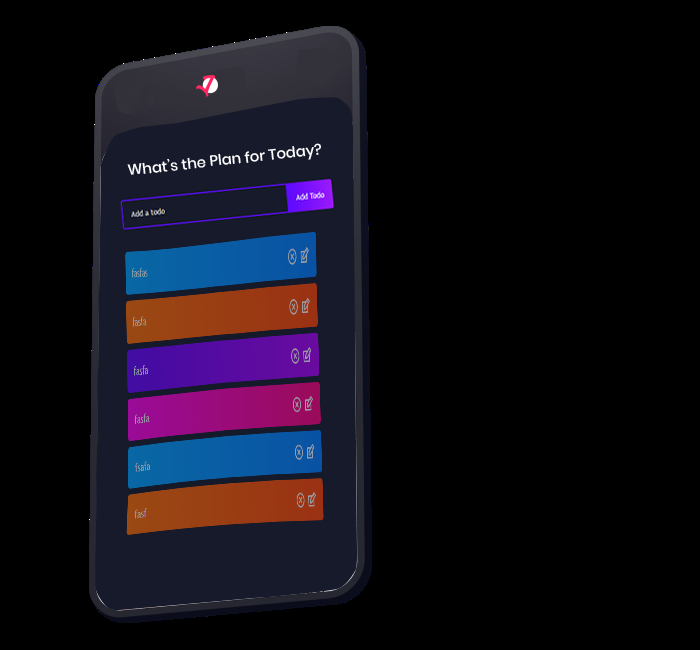 What's the Plan for Today?
Add a todo
Add Todo
fasfas
fasfa
fasfa
fasfa
fsafa
fasf